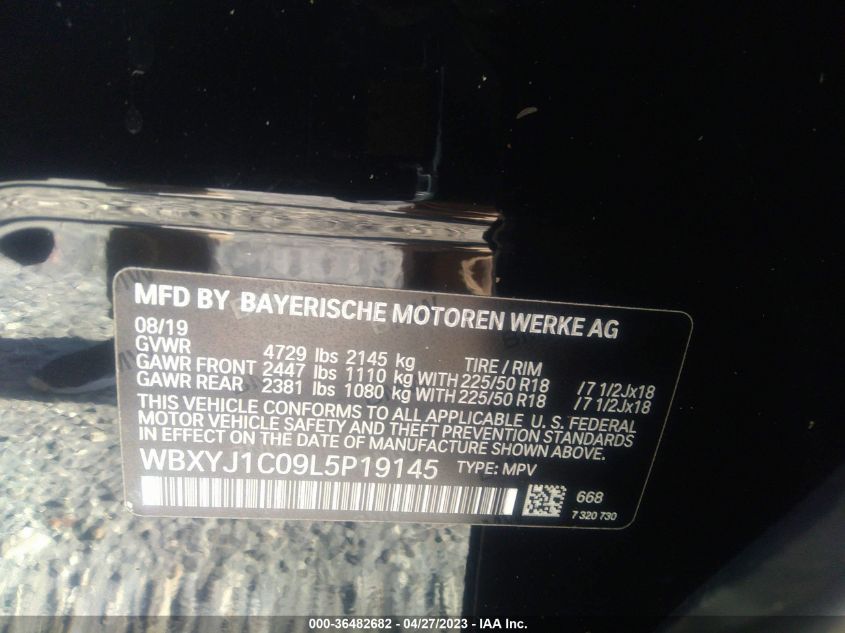 MFD BY BAYERISCHE MOTOREN WERKE AG
08/19
GVWR 4729 lbs 2145 kg TIRE / RIM
GAWR FRONT 2447 lbs 1110 kg WITH 225/50 R18 /7 1/2Jx18
GAWR REAR 2381 lbs 1080 kg WITH 225/50 R18 /7 1/2Jx18
THIS VEHICLE CONFORMS TO ALL APPLICABLE U. S. FEDERAL
MOTOR VEHICLE SAFETY AND THEFT PREVENTION STANDARDS
IN EFFECT ON THE DATE OF MANUFACTURE SHOWN ABOVE.
WBXYJ1C09L5P19145 TYPE: MPV
668
7 320 730
000-36482682 - 04/27/2023 - IAA Inc.